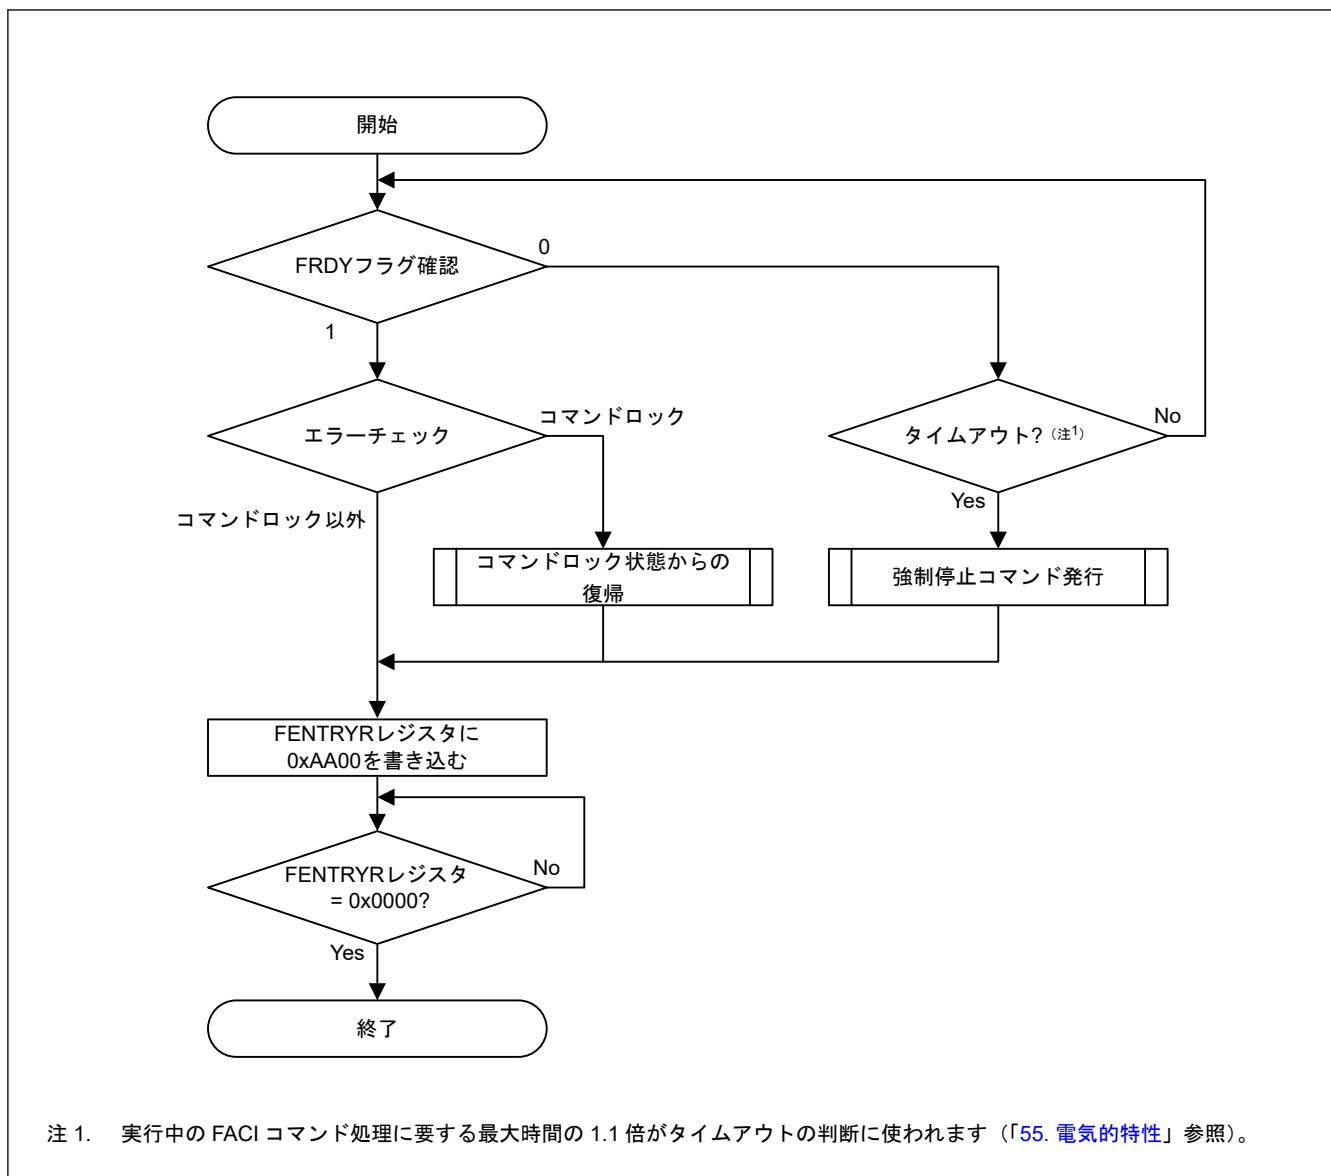 開始
FRDYフラグ確認
0
1
エラーチェック
コマンドロック
タイムアウト? (注1)
No
コマンドロック以外
Yes
コマンドロック状態からの
復帰
強制停止コマンド発行
FENTRYRレジスタに
0xAA00を書き込む
FENTRYRレジスタ
= 0x0000?
No
Yes
終了
注 1. 実行中の FACI コマンド処理に要する最大時間の 1.1 倍がタイムアウトの判断に使われます(「55. 電気的特性」参照)。